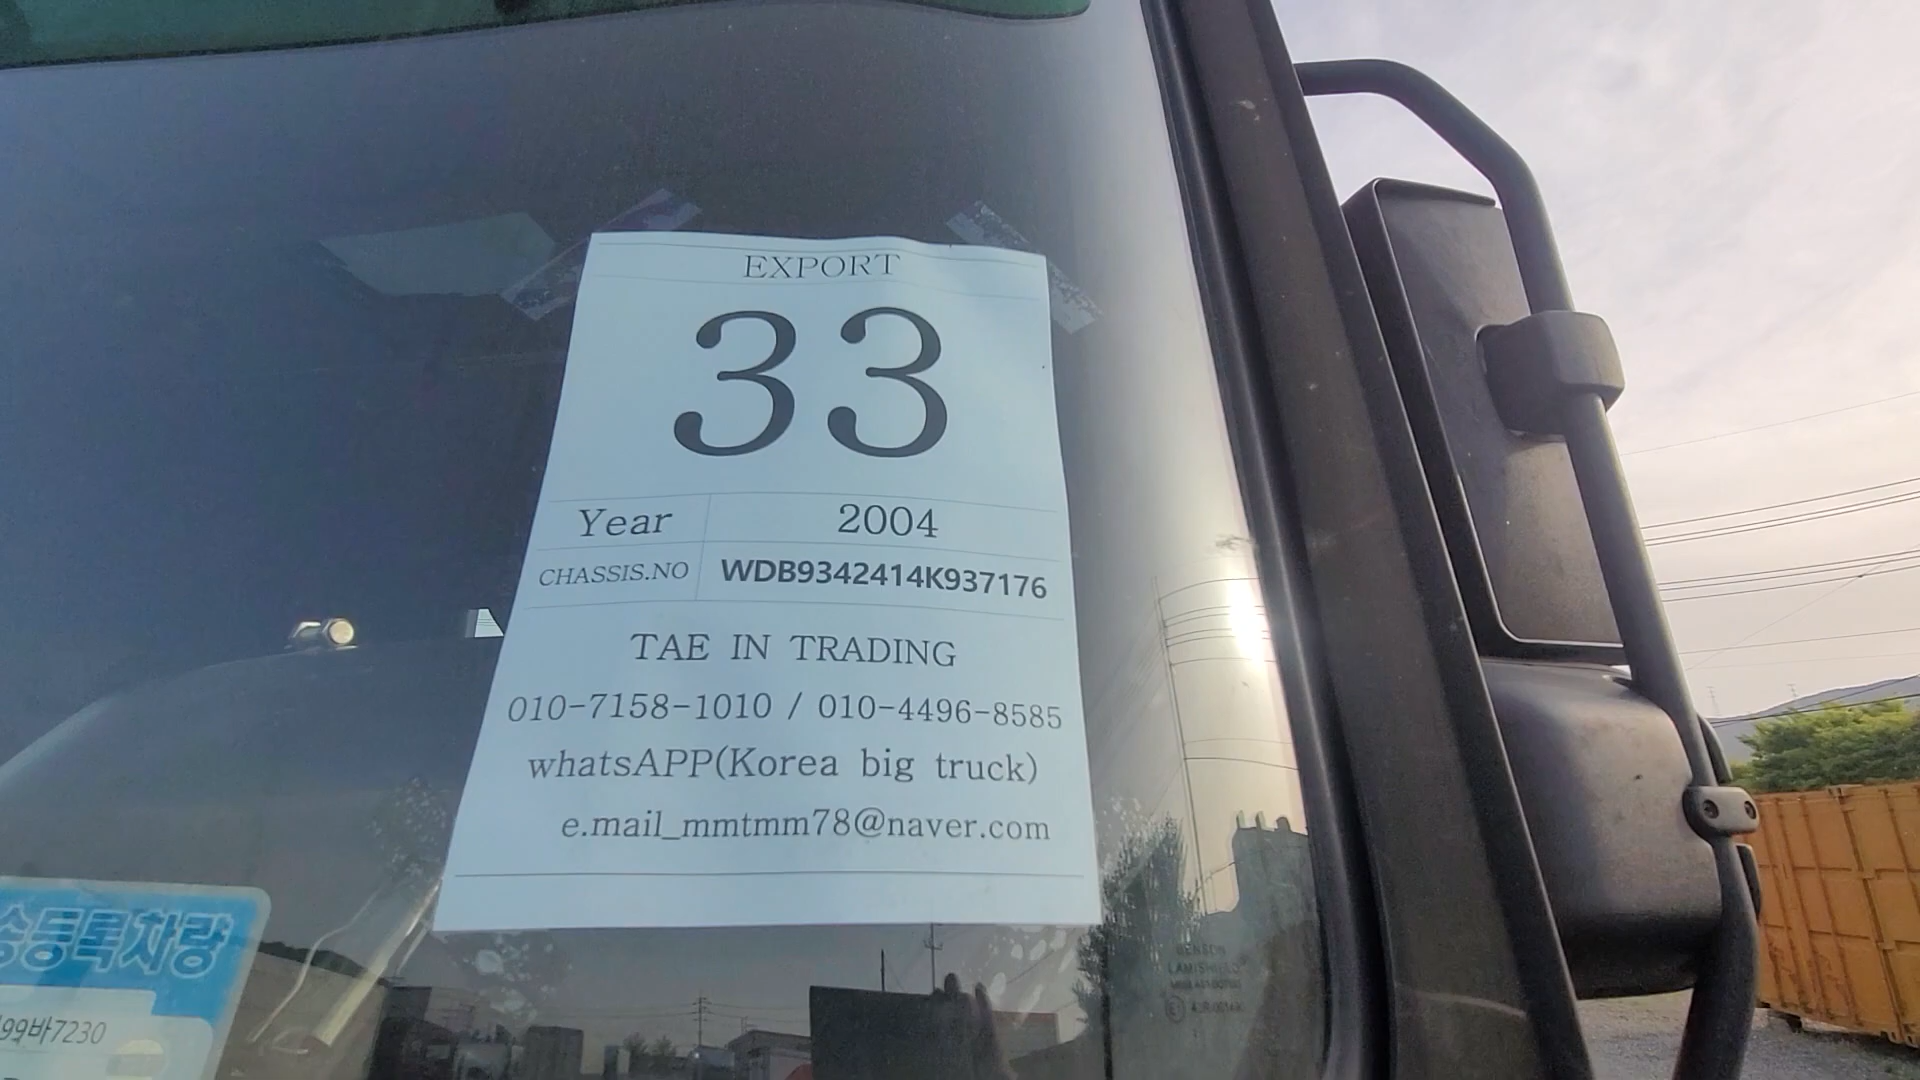 EXPORT
33
Year 2004
CHASSIS.NO WDB9342414K937176
TAE IN TRADING
010-7158-1010 / 010-4496-8585
whatsAPP(Korea big truck)
e.mail_mmtmm78@naver.com
송등록차량
99바7230
LAMISHIELD